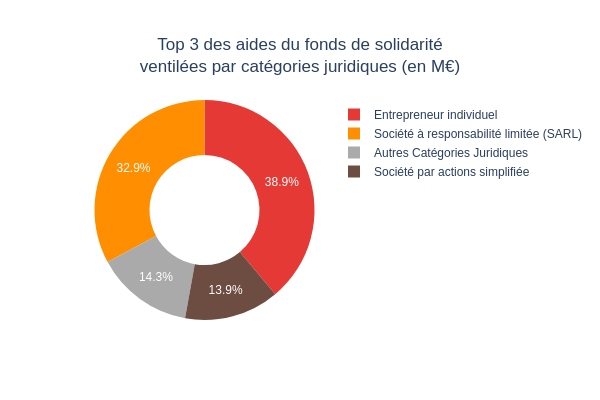 Top 3 des aides du fonds de solidarité
ventilées par catégories juridiques (en M€)
Entrepreneur individuel
Société à responsabilité limitée (SARL)
Autres Catégories Juridiques
Société par actions simplifiée
32.9%
38.9%
14.3%
13.9%